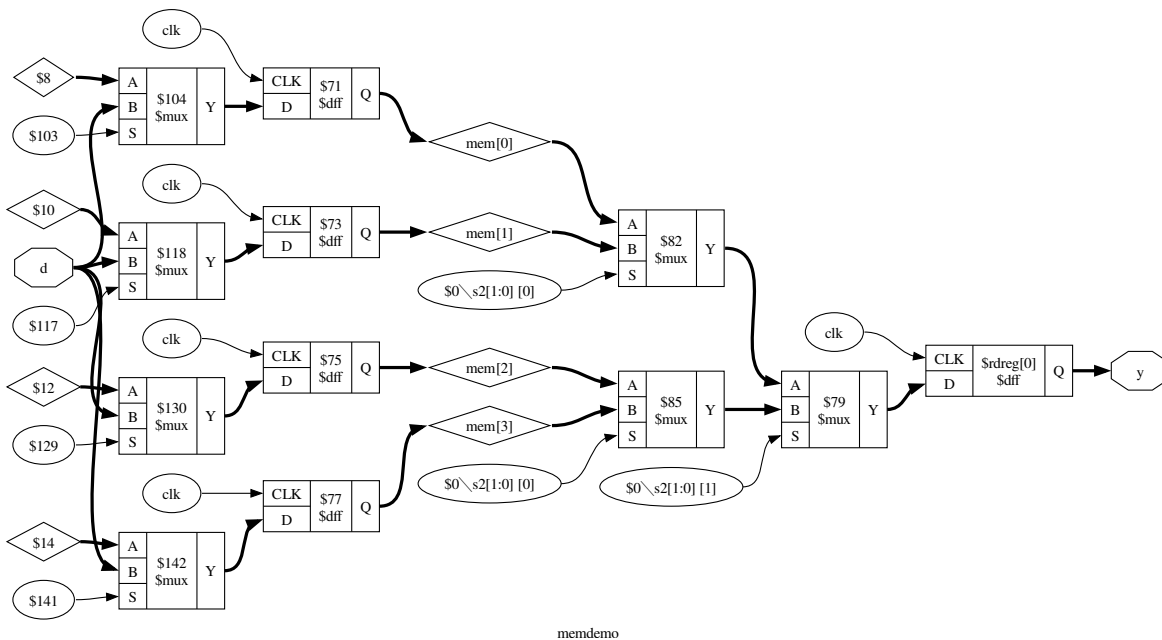 clk
$8
A
B
S
$104
$mux
Y
CLK
D
$71
$dff
Q
$103
mem[0]
clk
$10
A
B
S
$118
$mux
Y
CLK
D
$73
$dff
Q
mem[1]
d
$117
$0\s2[1:0] [0]
A
B
S
$82
$mux
Y
clk
$12
A
B
S
$130
$mux
Y
CLK
D
$75
$dff
Q
mem[2]
$129
mem[3]
A
B
S
$85
$mux
Y
clk
CLK
D
$rdreg[0]
$dff
Q
y
A
B
S
$79
$mux
Y
clk
CLK
D
$77
$dff
Q
$0\s2[1:0] [0]
$0\s2[1:0] [1]
$14
A
B
S
$142
$mux
Y
$141
memdemo